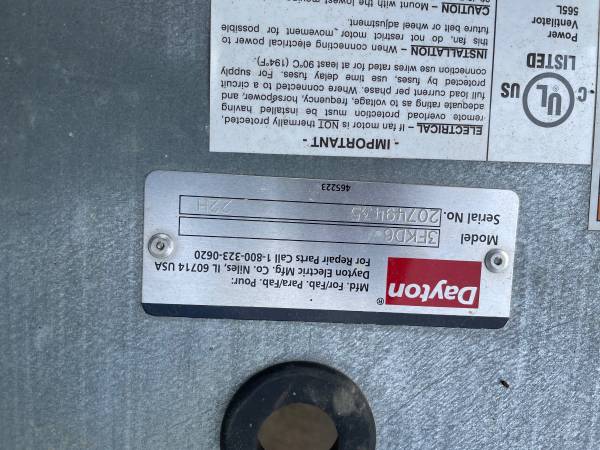 Dayton®
Mfd. For/Fab. Para/Fab. Pour:
Dayton Electric Mfg. Co. Niles, IL 60714 USA
For Repair Parts Call 1-800-323-0620
Model 3FKD6
Serial No. 20749435 22H
465223
- IMPORTANT -
ELECTRICAL – If fan motor is NOT thermally protected,
remote overload protection must be installed having
adequate rating as to voltage, frequency, horsepower, and
full load current per phase. Where connected to a circuit
protected by fuses, use time delay fuses. For supply
connection use wires rated for at least 90°C (194°F).
INSTALLATION – When connecting electrical power to
this fan, do not restrict motor movement for possible
future belt or wheel adjustment.
CAUTION – Mount with the lowest moving
C UL US
LISTED
Power
Ventilator
565L